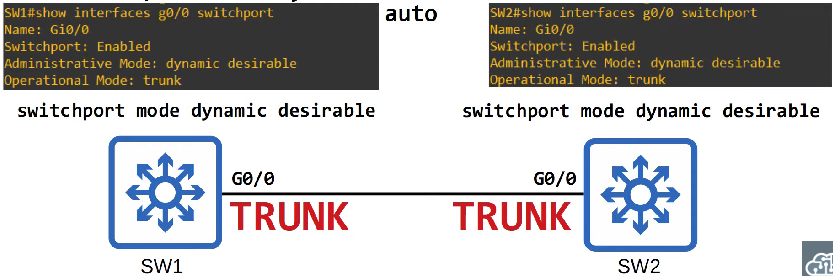 SW1#show interfaces g0/0 switchport
Name: Gi0/0
Switchport: Enabled
Administrative Mode: dynamic desirable
Operational Mode: trunk
auto
SW2#show interfaces g0/0 switchport
Name: Gi0/0
Switchport: Enabled
Administrative Mode: dynamic desirable
Operational Mode: trunk
switchport mode dynamic desirable
switchport mode dynamic desirable
G0/0
G0/0
TRUNK
TRUNK
SW1
SW2